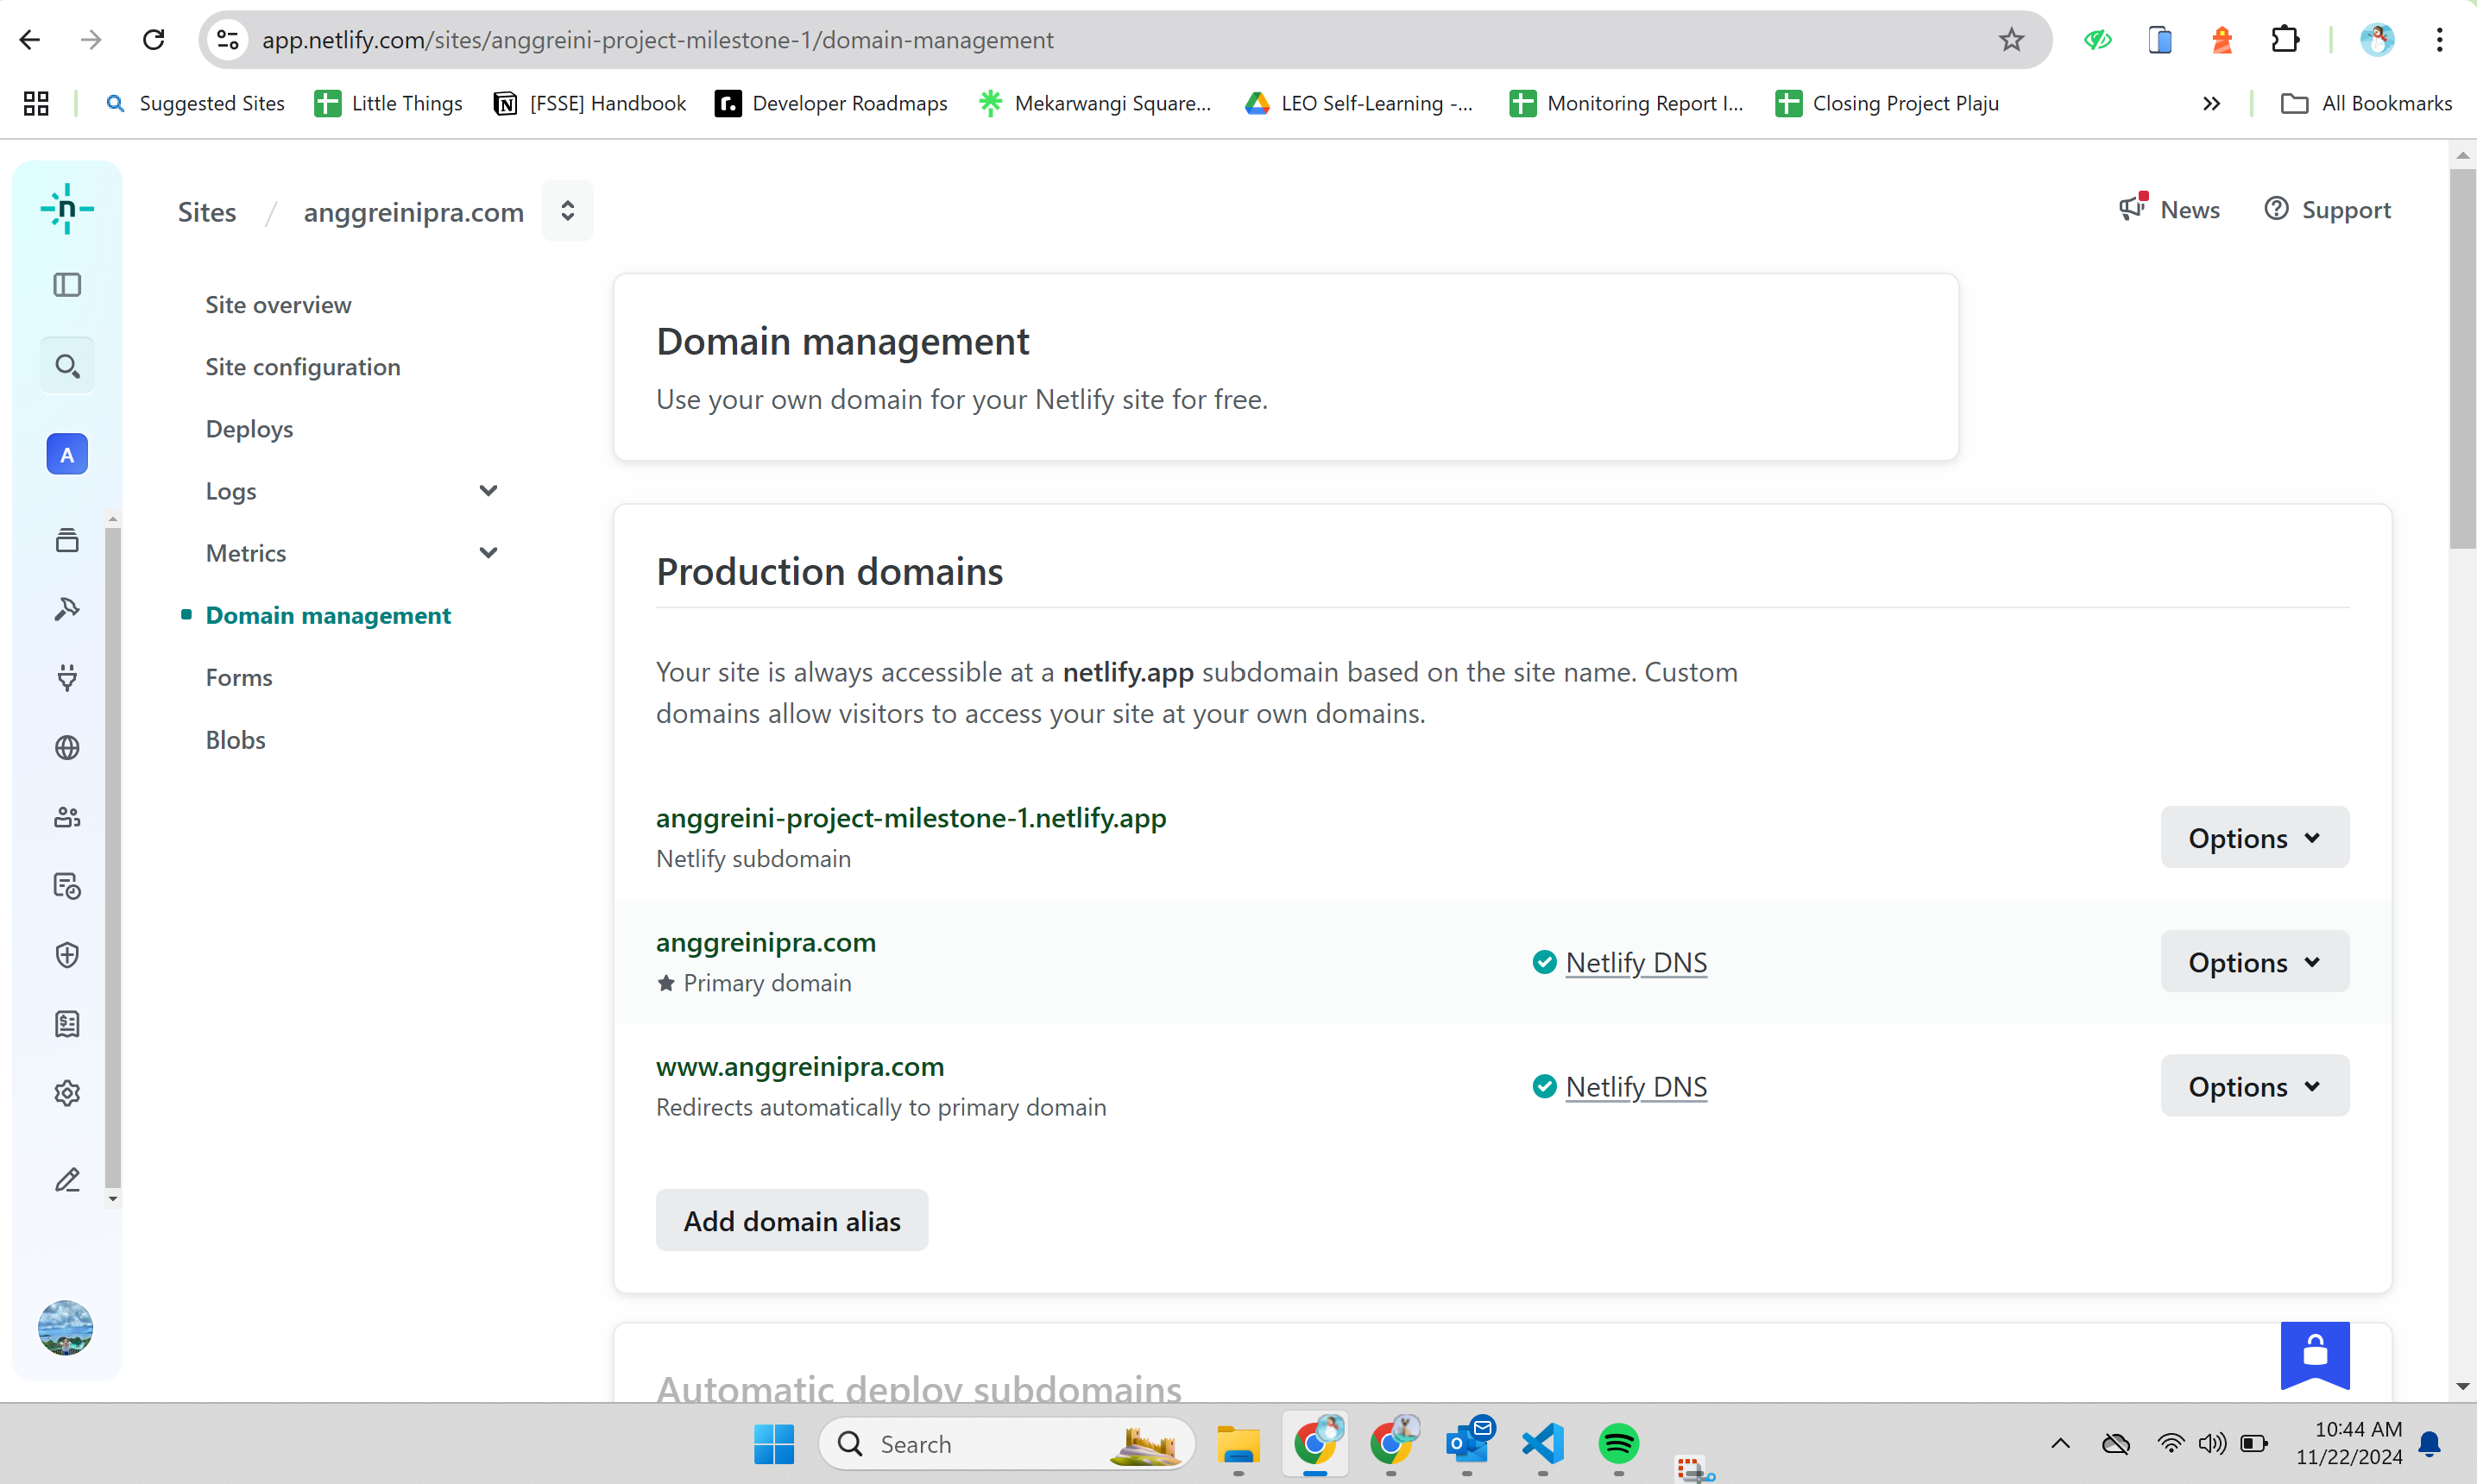 app.netlify.com/sites/anggreini-project-milestone-1/domain-management
Suggested Sites
Little Things
[FSSE] Handbook
Developer Roadmaps
Mekarwangi Square...
LEO Self-Learning -...
Monitoring Report I...
Closing Project Plaju
All Bookmarks
Sites / anggreinipra.com
News
Support
Site overview
Site configuration
Deploys
Logs
Metrics
Domain management
Forms
Blobs
A
Domain management
Use your own domain for your Netlify site for free.
Production domains
Your site is always accessible at a netlify.app subdomain based on the site name. Custom
domains allow visitors to access your site at your own domains.
anggreini-project-milestone-1.netlify.app
Netlify subdomain
Options
anggreinipra.com
Primary domain
Netlify DNS
Options
www.anggreinipra.com
Redirects automatically to primary domain
Netlify DNS
Options
Add domain alias
Automatic deploy subdomains
Search
10:44 AM
11/22/2024